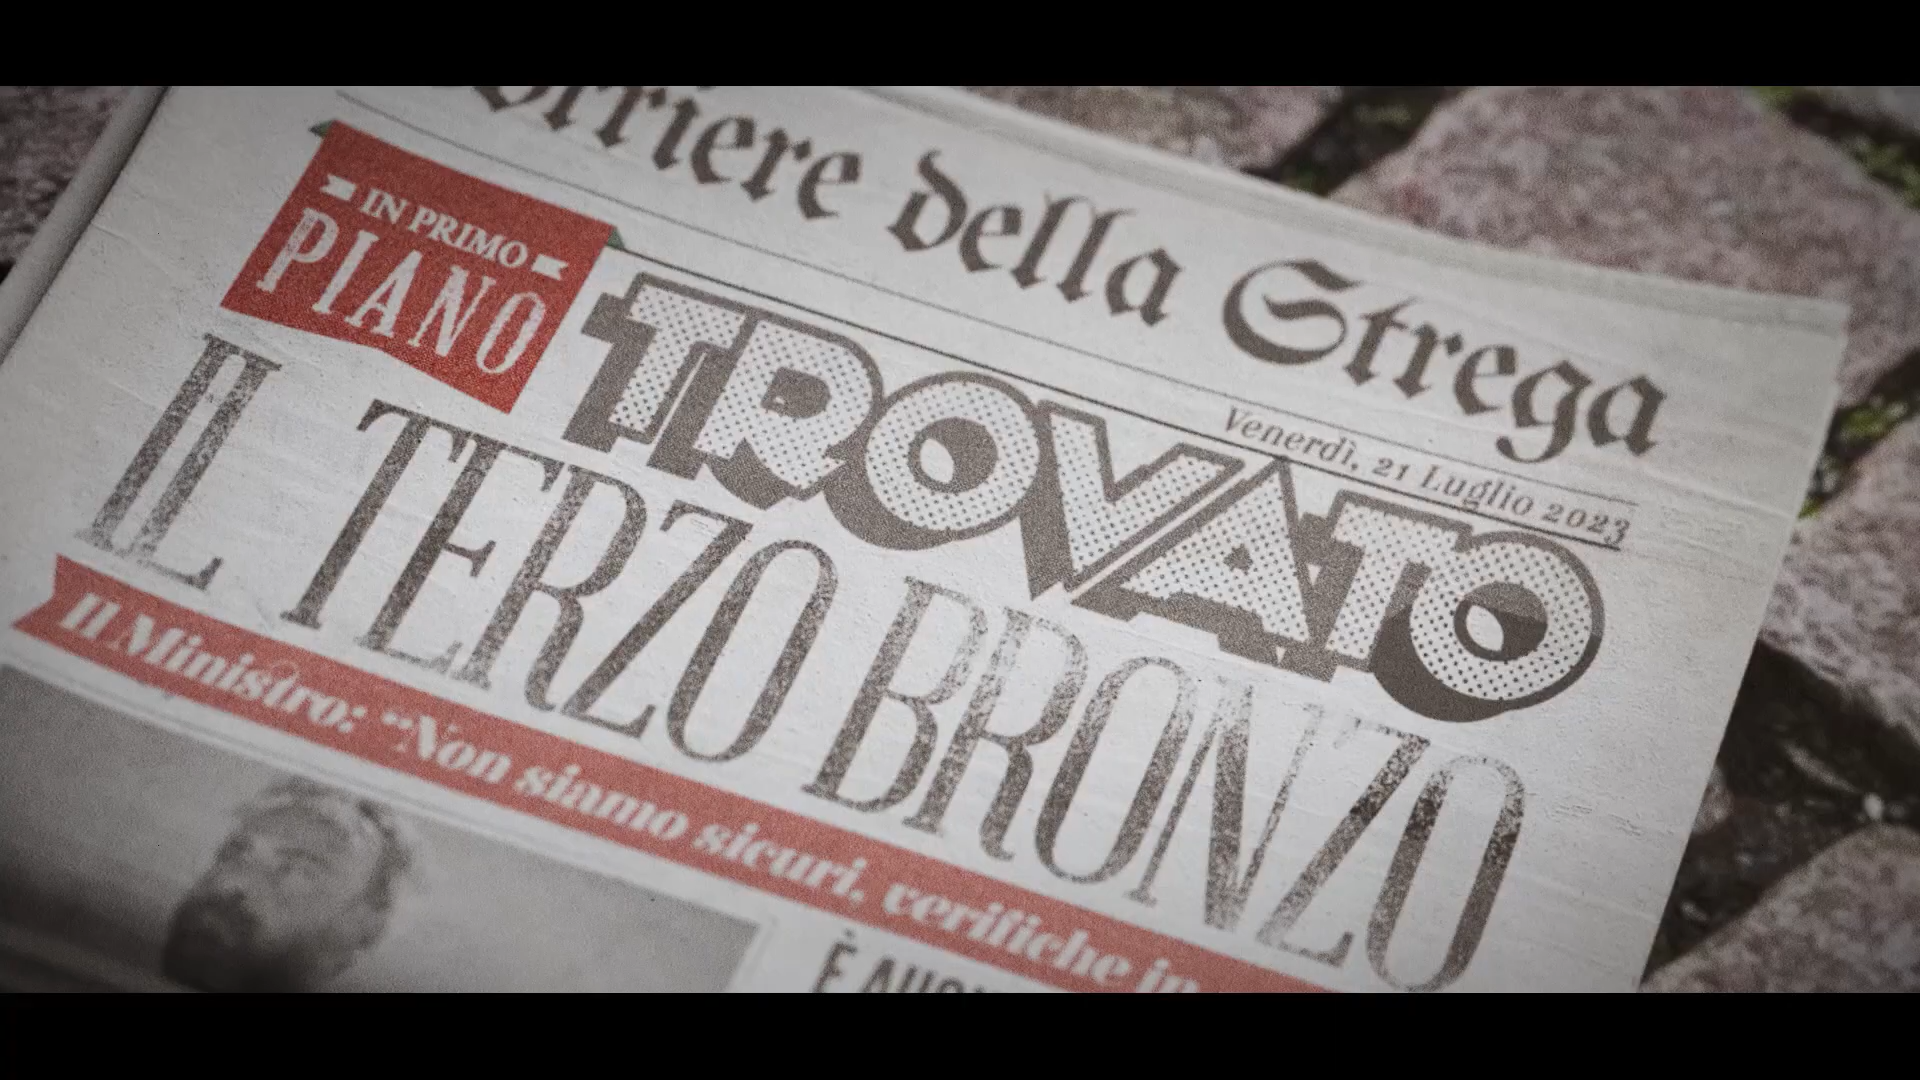 della Strega
Venerdì, 21 Luglio 2023
IN PRIMO
PIANO
TROVATO
IL TERZO BRONZO
Il Ministro: “Non siamo sicuri, verifiche in
È